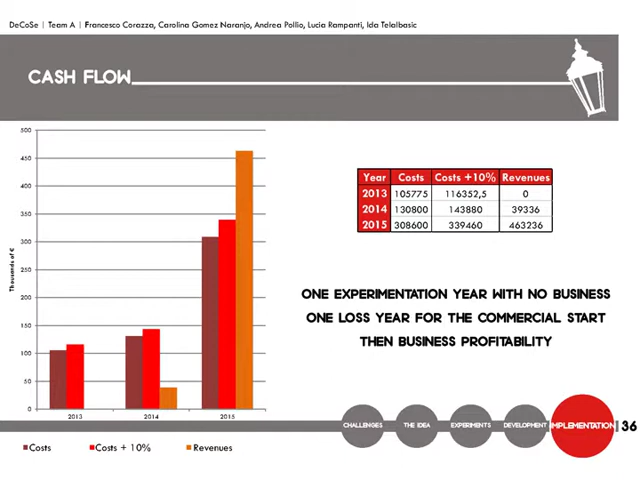 DeCoSe | Team A | Francesco Corazza, Carolina Gomez Naranjo, Andrea Pollio, Lucia Rampanti, Ida Telalbasic
CASH FLOW
500
450
400
350
300
250
200
150
100
50
0
Thousands of €
2013 2014 2015
Costs Costs + 10% Revenues
Year Costs Costs +10% Revenues
2013 105775 116352,5 0
2014 130800 143880 39336
2015 308600 339460 463236
ONE EXPERIMENTATION YEAR WITH NO BUSINESS
ONE LOSS YEAR FOR THE COMMERCIAL START
THEN BUSINESS PROFITABILITY
CHALLENGES THE IDEA EXPERIMENTS DEVELOPMENT IMPLEMENTATION 36